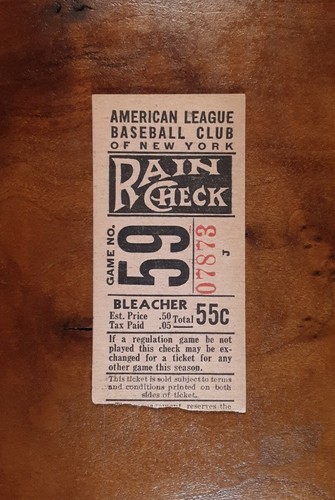 AMERICAN LEAGUE
BASEBALL CLUB
OF NEW YORK
RAIN
CHECK
GAME NO.
59
07873
J
BLEACHER
Est. Price .50
Tax Paid .05
Total 55c
If a regulation game be not
played this check may be ex-
changed for a ticket for any
other game this season.
This ticket is sold subject to terms
and conditions printed on both
sides of ticket.
reserves the